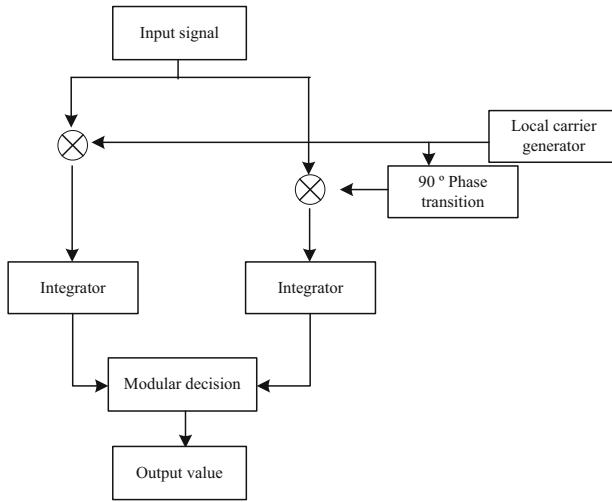 Input signal
Local carrier
generator
90 º Phase
transition
Integrator
Integrator
Modular decision
Output value